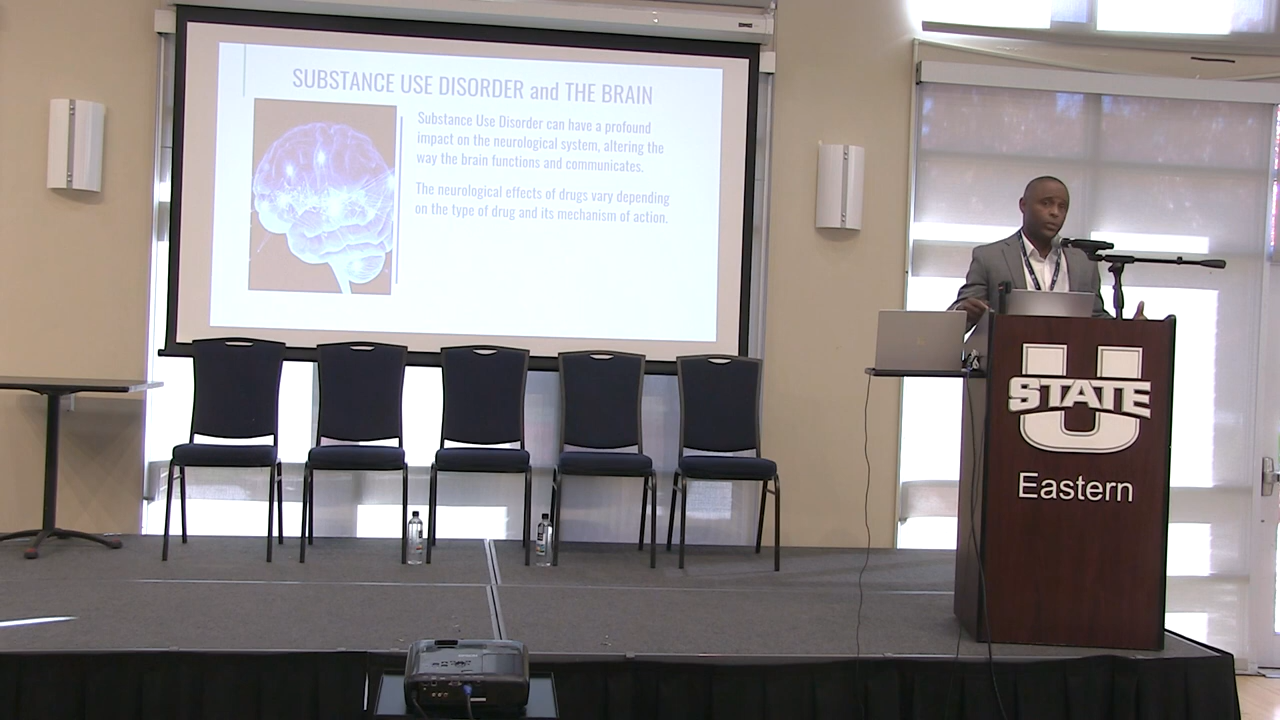 SUBSTANCE USE DISORDER and THE BRAIN
Substance Use Disorder can have a profound
impact on the neurological system, altering the
way the brain functions and communicates.
The neurological effects of drugs vary depending
on the type of drug and its mechanism of action.
U
STATE
Eastern